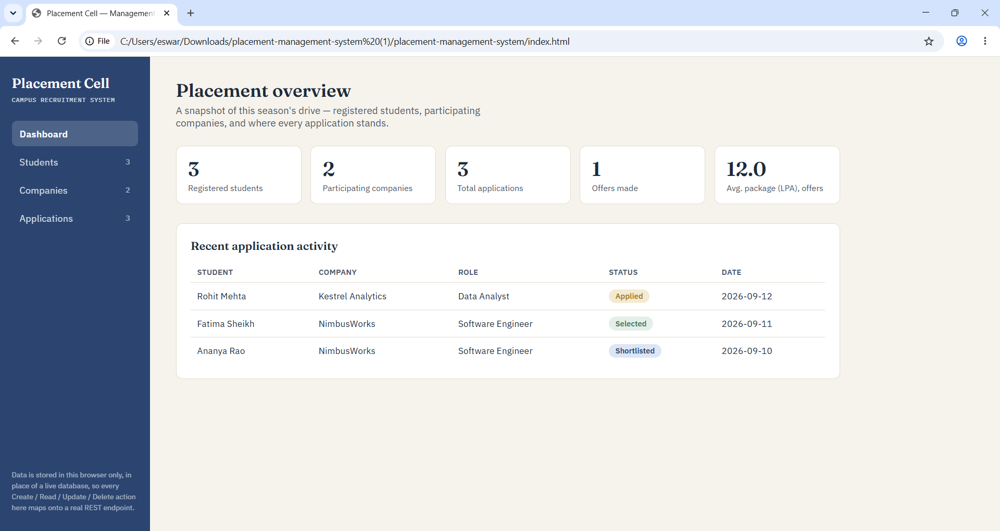 Placement Cell — Management
File
C:/Users/eswar/Downloads/placement-management-system%20(1)/placement-management-system/index.html
Placement Cell
CAMPUS RECRUITMENT SYSTEM
Dashboard
Students 3
Companies 2
Applications 3
Data is stored in this browser only, in
place of a live database, so every
Create / Read / Update / Delete action
here maps onto a real REST endpoint.
Placement overview
A snapshot of this season's drive — registered students, participating
companies, and where every application stands.
3
Registered students
2
Participating companies
3
Total applications
1
Offers made
12.0
Avg. package (LPA), offers
Recent application activity
STUDENT COMPANY ROLE STATUS DATE
Rohit Mehta Kestrel Analytics Data Analyst Applied 2026-09-12
Fatima Sheikh NimbusWorks Software Engineer Selected 2026-09-11
Ananya Rao NimbusWorks Software Engineer Shortlisted 2026-09-10